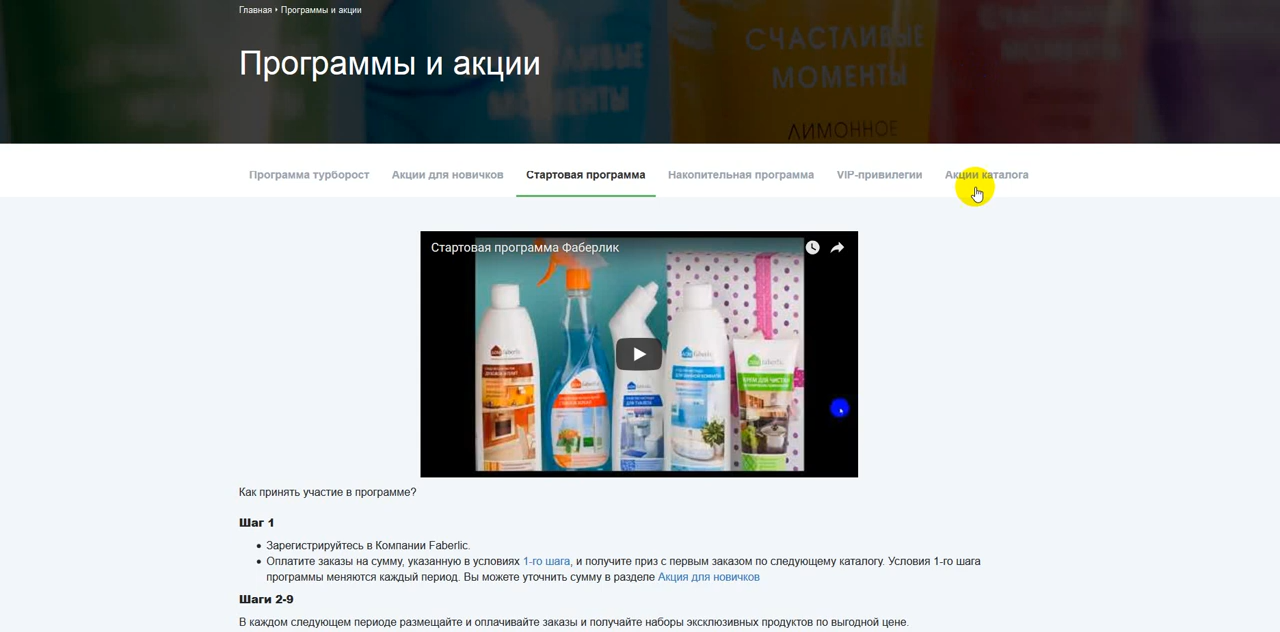 Главная • Программы и акции
Программы и акции
СЧАСТЛИВЫЕ
МОМЕНТЫ
ЛИМОННОЕ
Программа турборост
Акции для новичков
Стартовая программа
Накопительная программа
VIP-привилегии
Акции каталога
Стартовая программа Фаберлик
Как принять участие в программе?
Шаг 1
• Зарегистрируйтесь в Компании Faberlic.
• Оплатите заказы на сумму, указанную в условиях 1-го шага, и получите приз с первым заказом по следующему каталогу. Условия 1-го шага
программы меняются каждый период. Вы можете уточнить сумму в разделе Акция для новичков
Шаги 2-9
В каждом следующем периоде размещайте и оплачивайте заказы и получайте наборы эксклюзивных продуктов по выгодной цене.